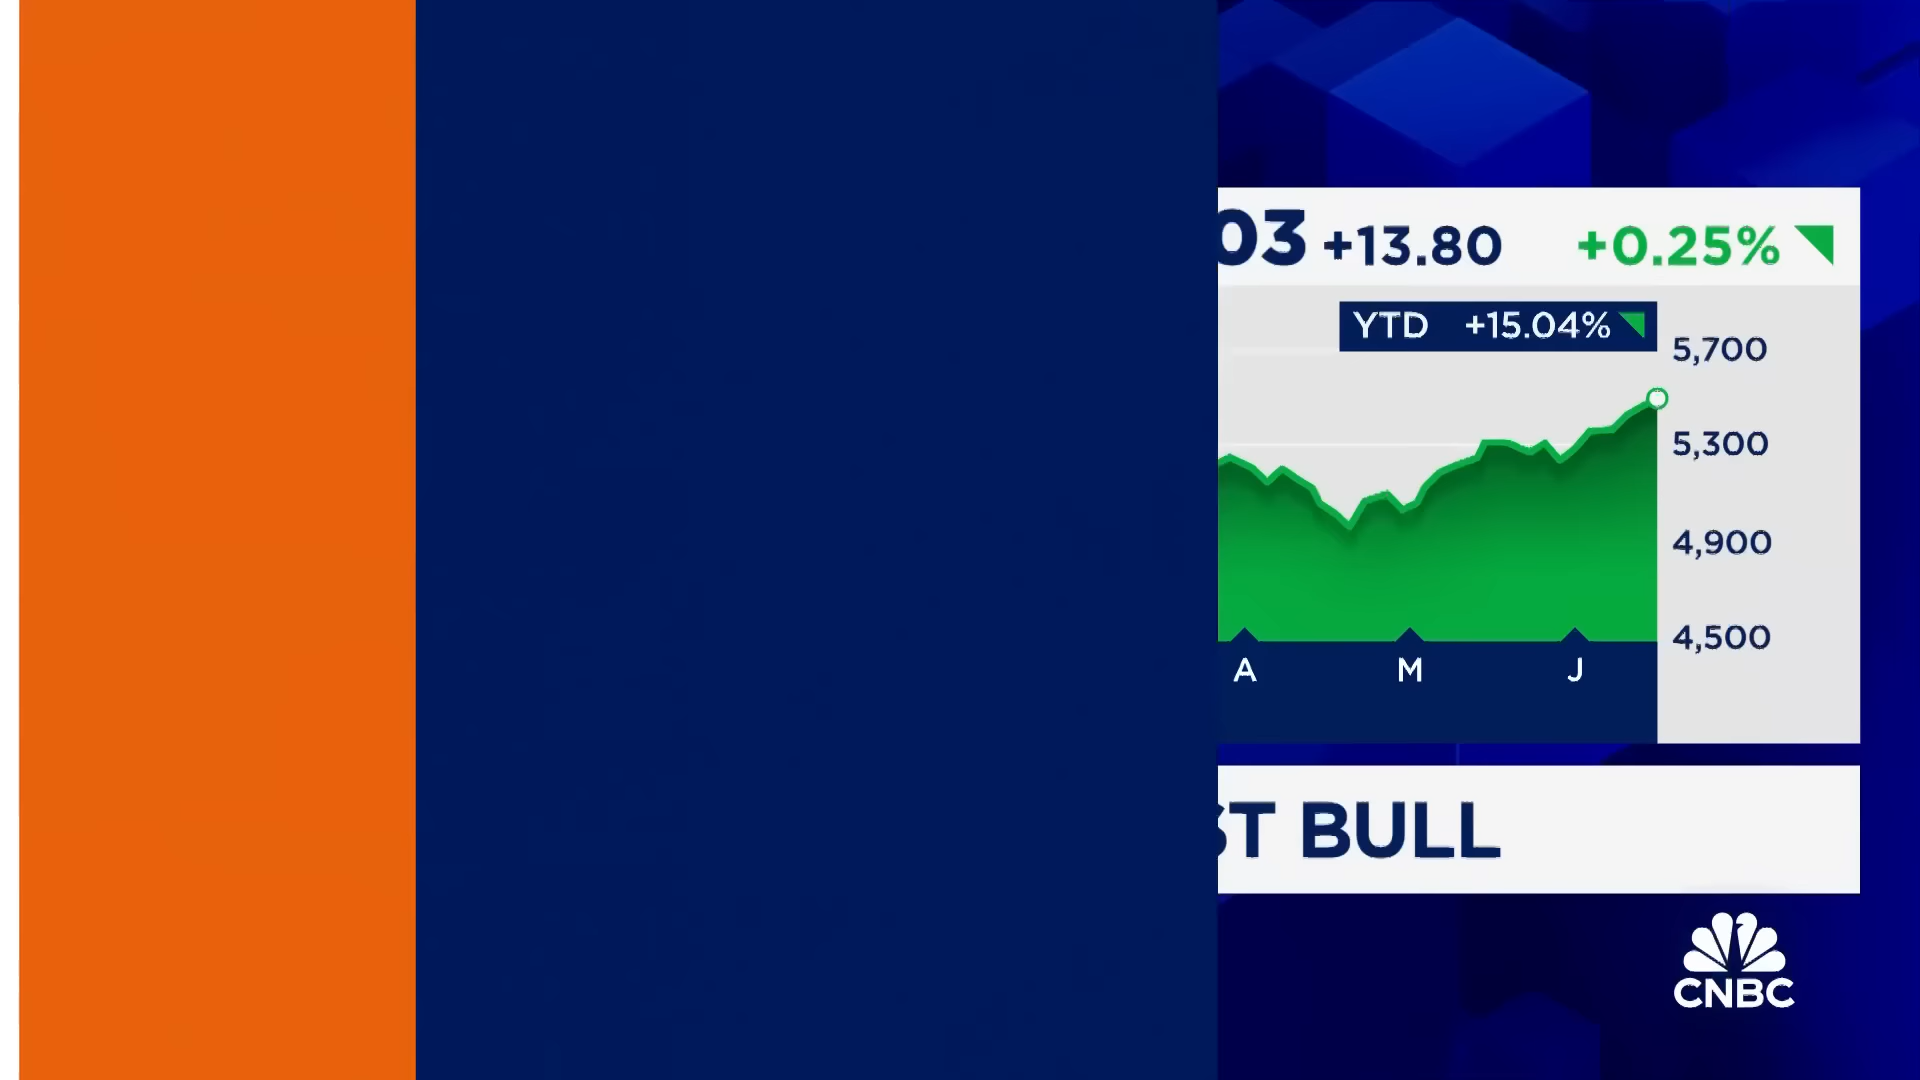 03 +13.80 +0.25%
YTD +15.04%
5,700
5,300
4,900
4,500
A M J
BULL
CNBC